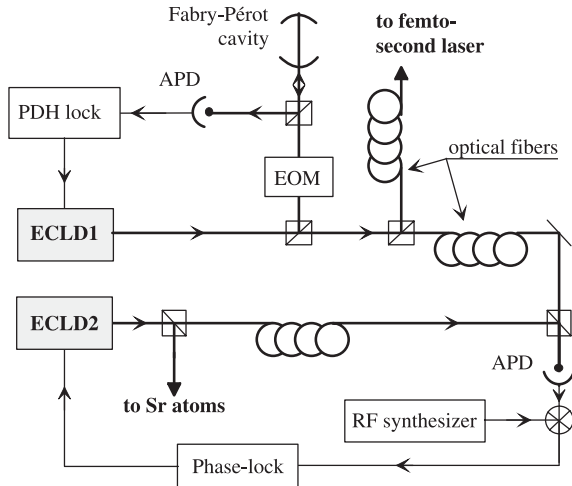 Fabry-Pérot
cavity
to femto-
second laser
APD
PDH lock
optical fibers
EOM
ECLD1
ECLD2
APD
to Sr atoms
RF synthesizer
Phase-lock